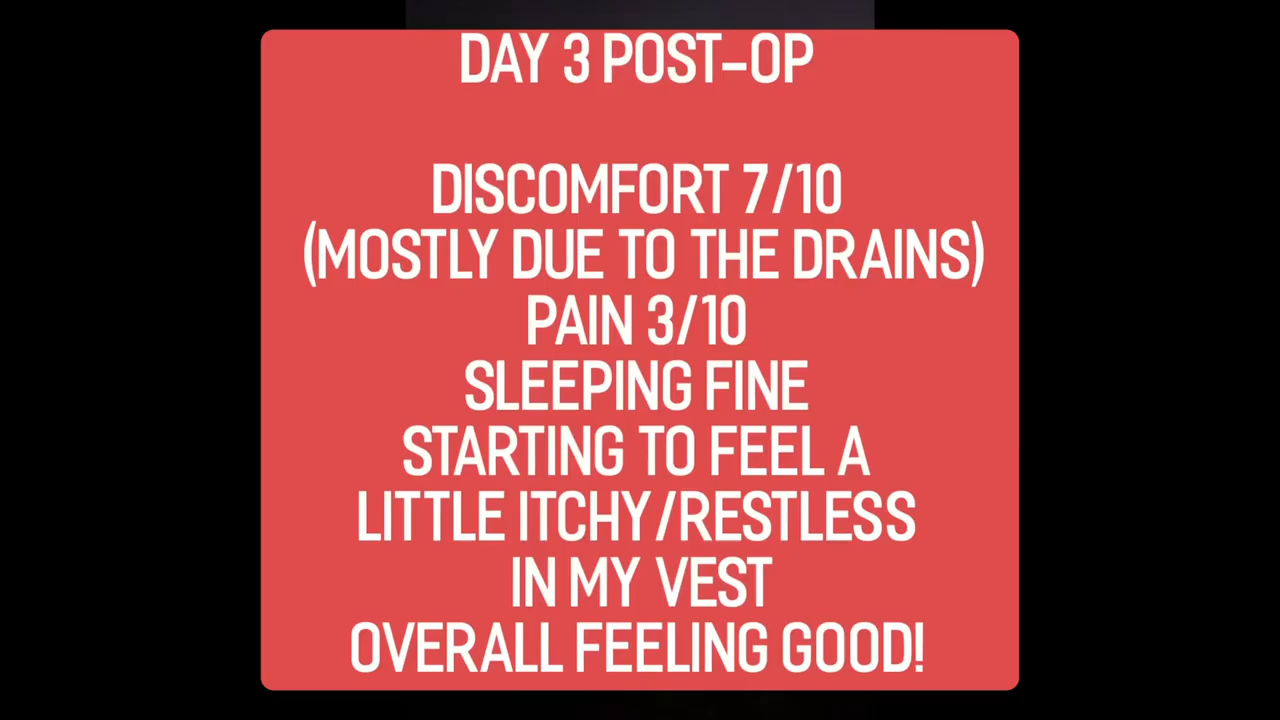 DAY 3 POST-OP
DISCOMFORT 7/10
(MOSTLY DUE TO THE DRAINS)
PAIN 3/10
SLEEPING FINE
STARTING TO FEEL A
LITTLE ITCHY/RESTLESS
IN MY VEST
OVERALL FEELING GOOD!